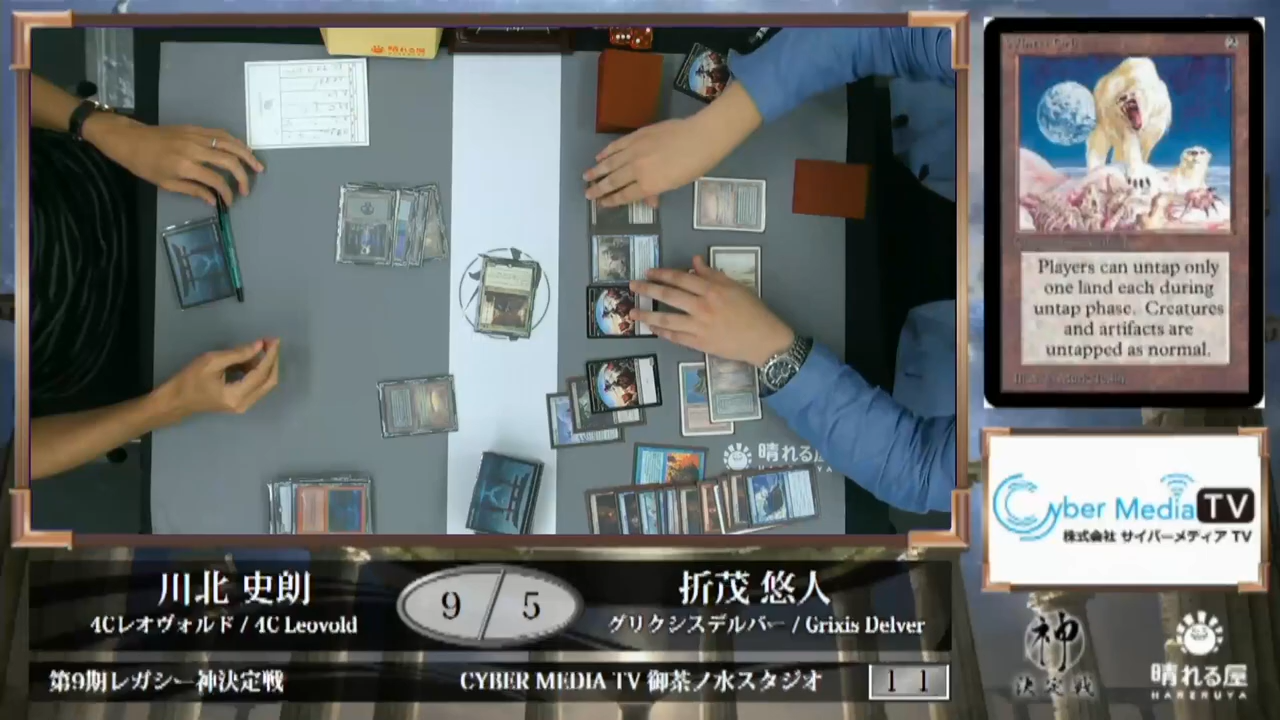 Winter Orb 2
Players can untap only
one land each during
untap phase. Creatures
and artifacts are
untapped as normal.
Cyber Media TV
株式会社 サイバーメディア TV
晴れる屋
川北 史朗
4Cレオヴォルド / 4C Leovold
9 / 5
折茂 悠人
グリクシスデルバー / Grixis Delver
第9期レガシー神決定戦
CYBER MEDIA TV 御茶ノ水スタジオ
1 1
神
決定戦
晴れる屋
HARERUYA